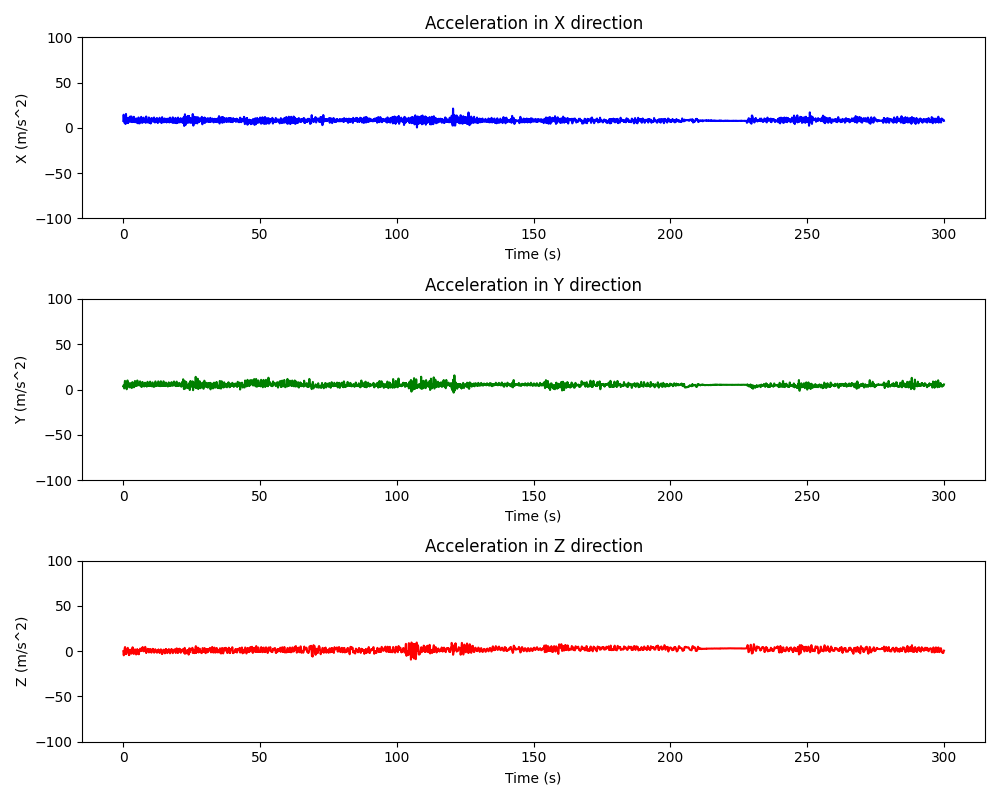 Acceleration in X direction
100
50
0
−50
−100
X (m/s^2)
0 50 100 150 200 250 300
Time (s)
Acceleration in Y direction
100
50
0
−50
−100
Y (m/s^2)
0 50 100 150 200 250 300
Time (s)
Acceleration in Z direction
100
50
0
−50
−100
Z (m/s^2)
0 50 100 150 200 250 300
Time (s)